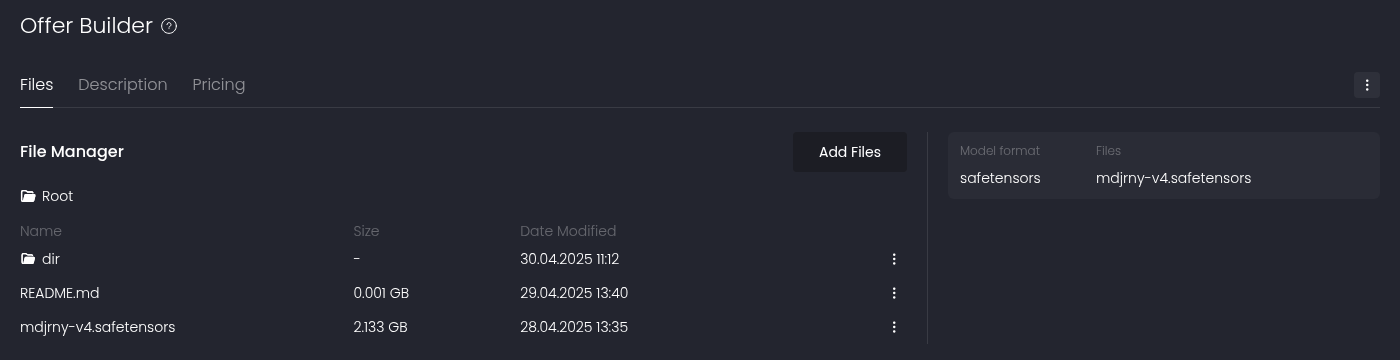 Offer Builder
Files Description Pricing
File Manager Add Files
Root
Name Size Date Modified
dir - 30.04.2025 11:12
README.md 0.001 GB 29.04.2025 13:40
mdjrny-v4.safetensors 2.133 GB 28.04.2025 13:35
Model format Files
safetensors mdjrny-v4.safetensors